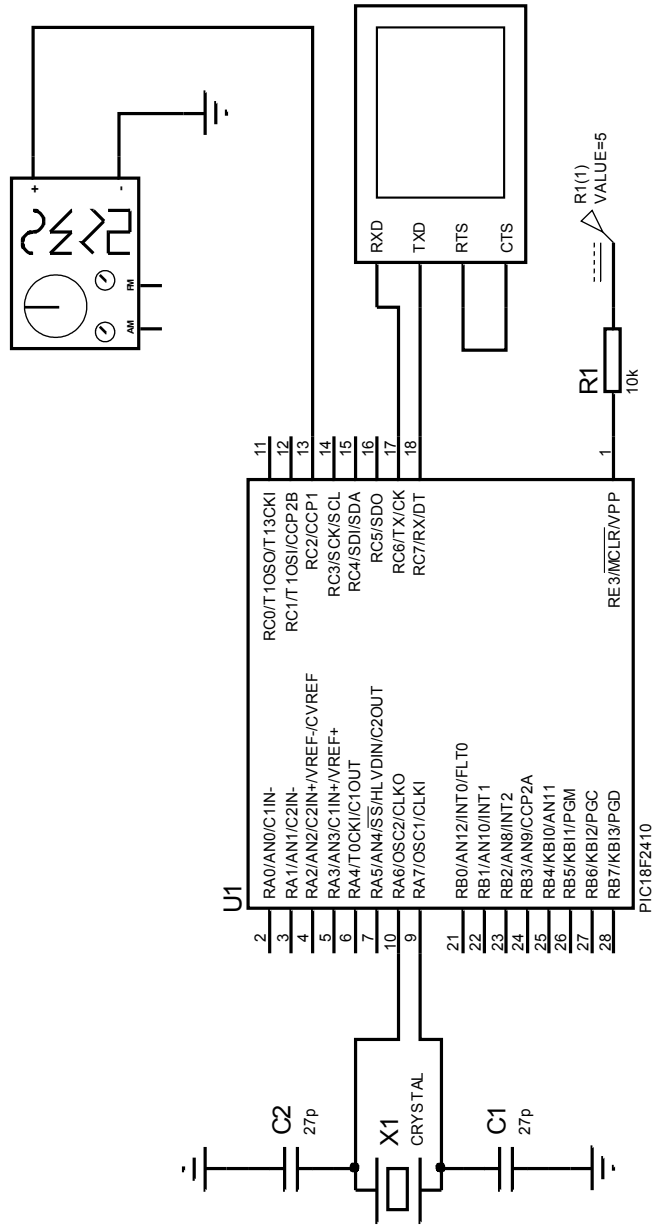 AM
FM
+
-
RXD
TXD
RTS
CTS
R1(1)
VALUE=5
R1
10k
U1
2
RA0/AN0/C1IN-
3
RA1/AN1/C2IN-
4
RA2/AN2/C2IN+/VREF-/CVREF
5
RA3/AN3/C1IN+/VREF+
6
RA4/T0CKI/C1OUT
7
RA5/AN4/SS/HLVDIN/C2OUT
10
RA6/OSC2/CLKO
9
RA7/OSC1/CLKI
21
RB0/AN12/INT0/FLT0
22
RB1/AN10/INT1
23
RB2/AN8/INT2
24
RB3/AN9/CCP2A
25
RB4/KBI0/AN11
26
RB5/KBI1/PGM
27
RB6/KBI2/PGC
28
RB7/KBI3/PGD
RC0/T1OSO/T13CKI
11
RC1/T1OSI/CCP2B
12
RC2/CCP1
13
RC3/SCK/SCL
14
RC4/SDI/SDA
15
RC5/SDO
16
RC6/TX/CK
17
RC7/RX/DT
18
RE3/MCLR/VPP
1
PIC18F2410
C2
27p
X1
CRYSTAL
C1
27p